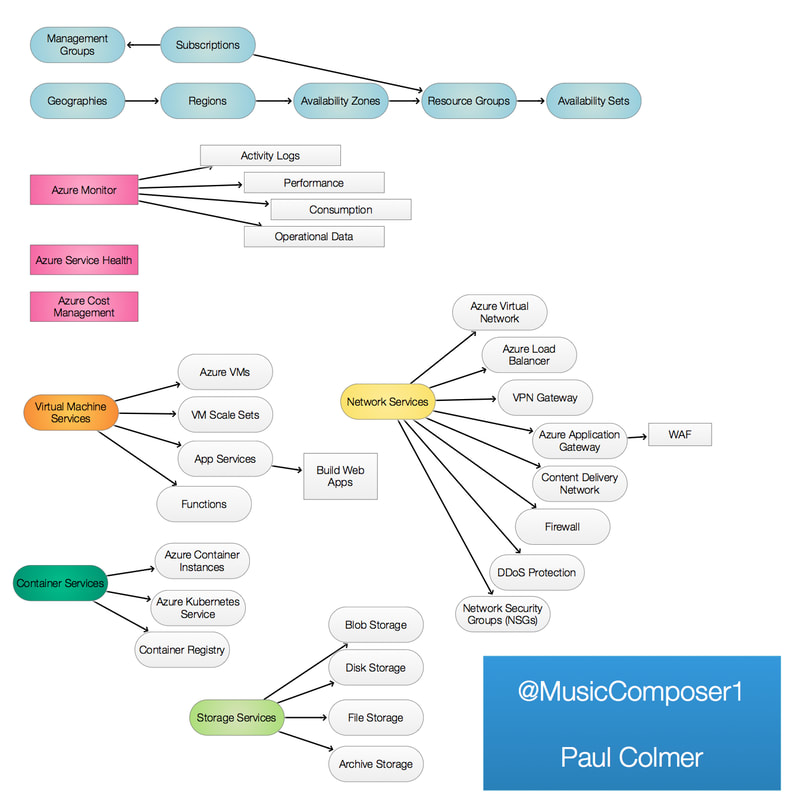 Management
Groups
Subscriptions
Geographies
Regions
Availability Zones
Resource Groups
Availability Sets
Azure Monitor
Activity Logs
Performance
Consumption
Operational Data
Azure Service Health
Azure Cost
Management
Virtual Machine
Services
Azure VMs
VM Scale Sets
App Services
Build Web
Apps
Functions
Network Services
Azure Virtual
Network
Azure Load
Balancer
VPN Gateway
Azure Application
Gateway
WAF
Content Delivery
Network
Firewall
DDoS Protection
Network Security
Groups (NSGs)
Container Services
Azure Container
Instances
Azure Kubernetes
Service
Container Registry
Storage Services
Blob Storage
Disk Storage
File Storage
Archive Storage
@MusicComposer1
Paul Colmer